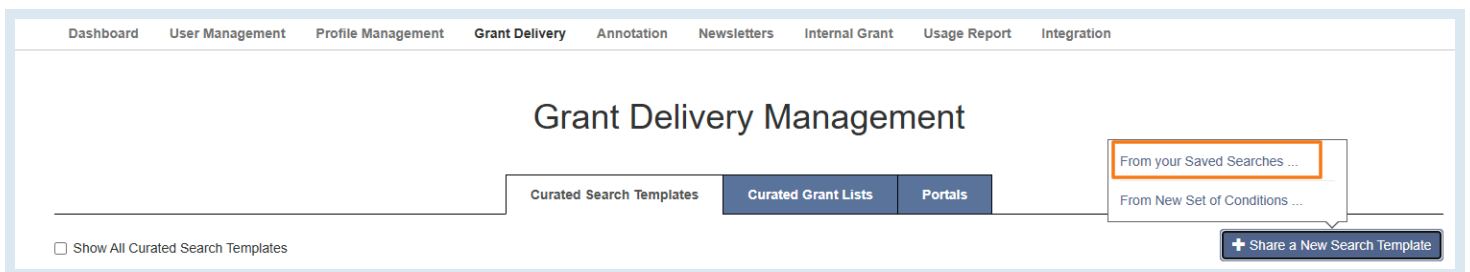 Dashboard User Management Profile Management Grant Delivery Annotation Newsletters Internal Grant Usage Report Integration
Grant Delivery Management
From your Saved Searches ...
From New Set of Conditions ...
Curated Search Templates Curated Grant Lists Portals
Show All Curated Search Templates
+ Share a New Search Template